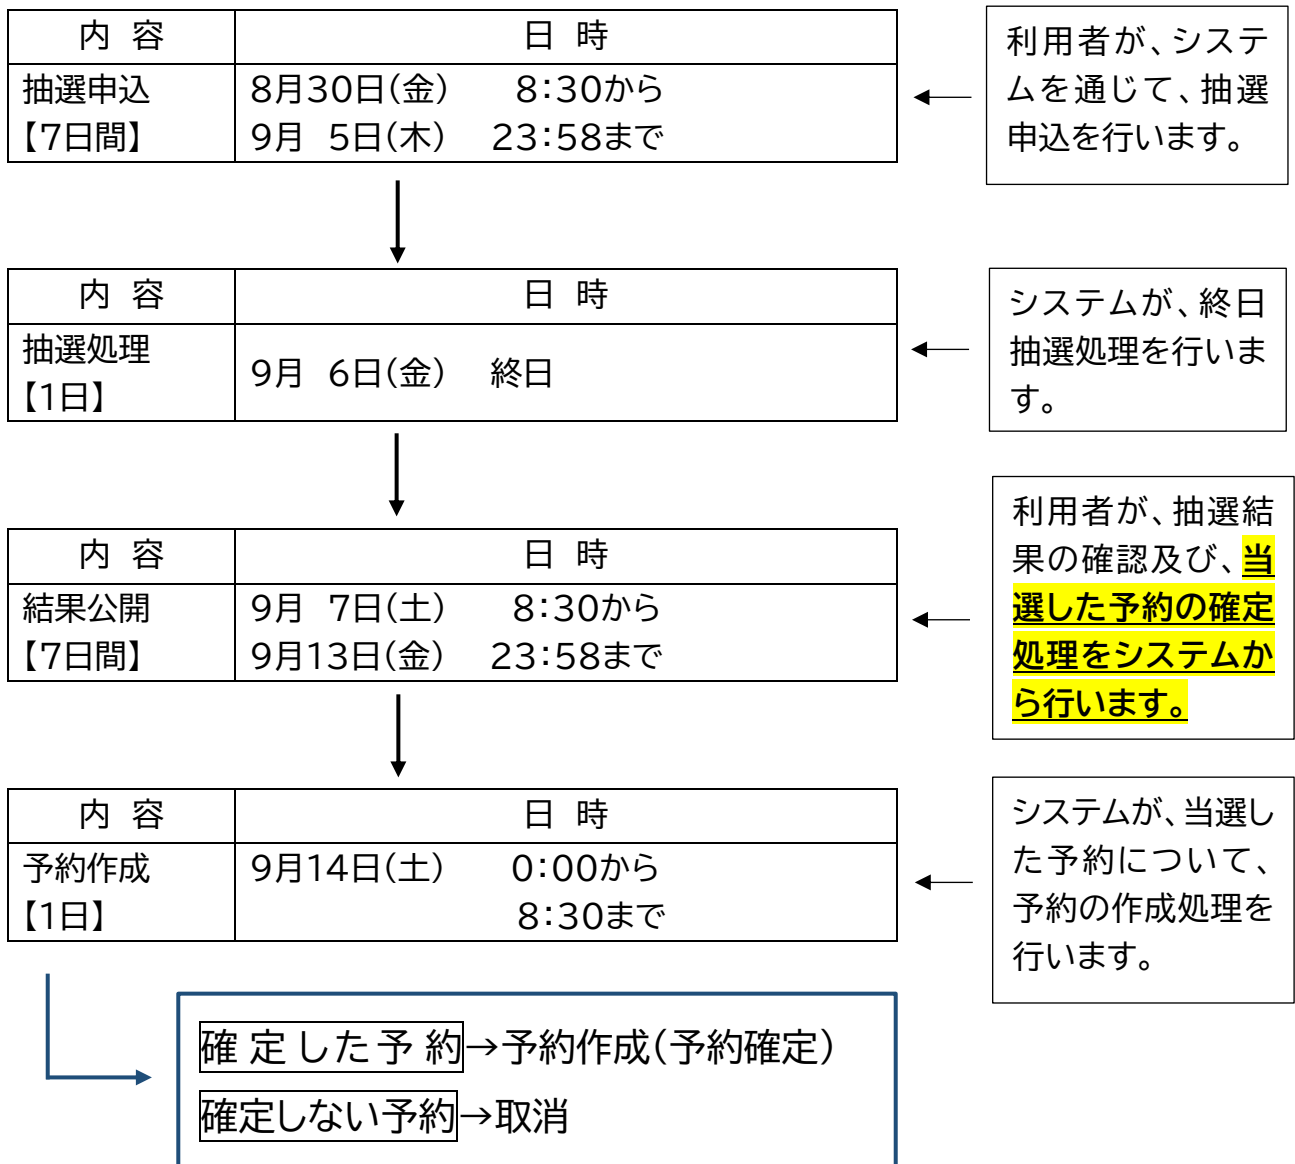 内 容
日 時
利用者が、システ
ムを通じて、抽選
申込を行います。
抽選申込
【7日間】
8月30日(金) 8:30から
9月 5日(木) 23:58まで
内 容
日 時
システムが、終日
抽選処理を行いま
す。
抽選処理
【1日】
9月 6日(金) 終日
内 容
日 時
利用者が、抽選結
果の確認及び、当
選した予約の確定
処理をシステムか
ら行います。
結果公開
【7日間】
9月 7日(土) 8:30から
9月13日(金) 23:58まで
内 容
日 時
システムが、当選し
た予約について、
予約の作成処理を
行います。
予約作成
【1日】
9月14日(土) 0:00から
8:30まで
確 定 し た 予 約→予約作成(予約確定)
確定しない予約→取消